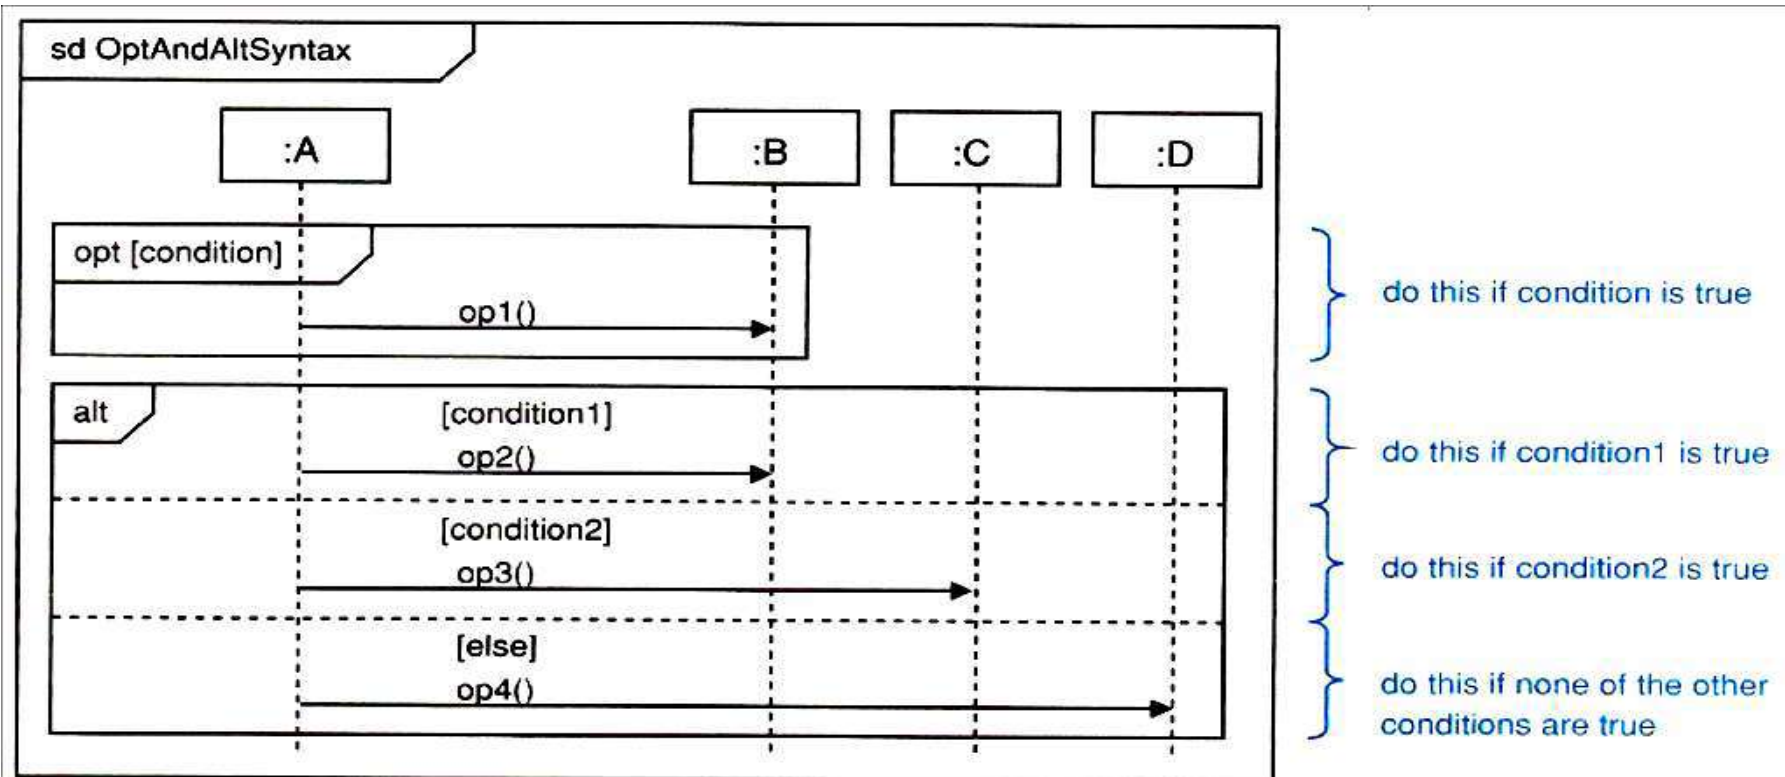 sd OptAndAltSyntax
:A
:B
:C
:D
opt [condition]
op1()
do this if condition is true
alt
[condition1]
op2()
do this if condition1 is true
[condition2]
op3()
do this if condition2 is true
[else]
op4()
do this if none of the other
conditions are true